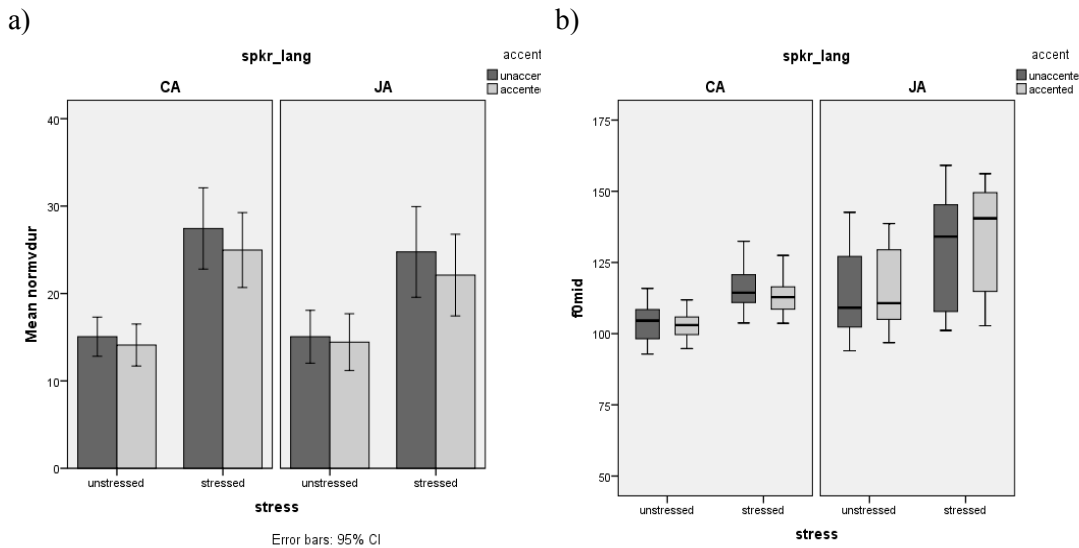 a)
spkr_lang
accent
unaccente
accented
CA
JA
Mean normvdur
40
30
20
10
0
unstressed
stressed
unstressed
stressed
stress
Error bars: 95% CI
b)
spkr_lang
accent
unaccente
accented
CA
JA
f0mid
175
150
125
100
75
50
unstressed
stressed
unstressed
stressed
stress